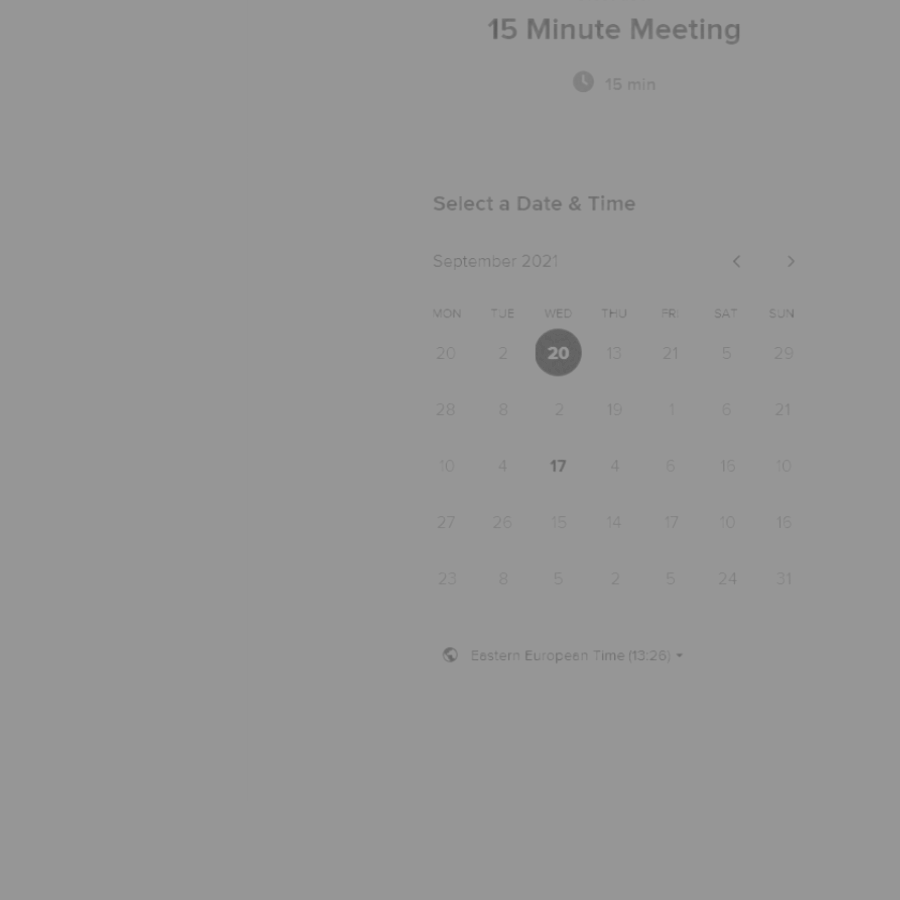 15 Minute Meeting
15 min
Select a Date & Time
September 2021
MON TUE WED THU FRI SAT SUN
20 2 20 13 21 5 29
28 8 2 19 1 6 21
10 4 17 4 6 16 10
27 26 15 14 17 10 16
23 8 5 2 5 24 31
Eastern European Time (13:26)